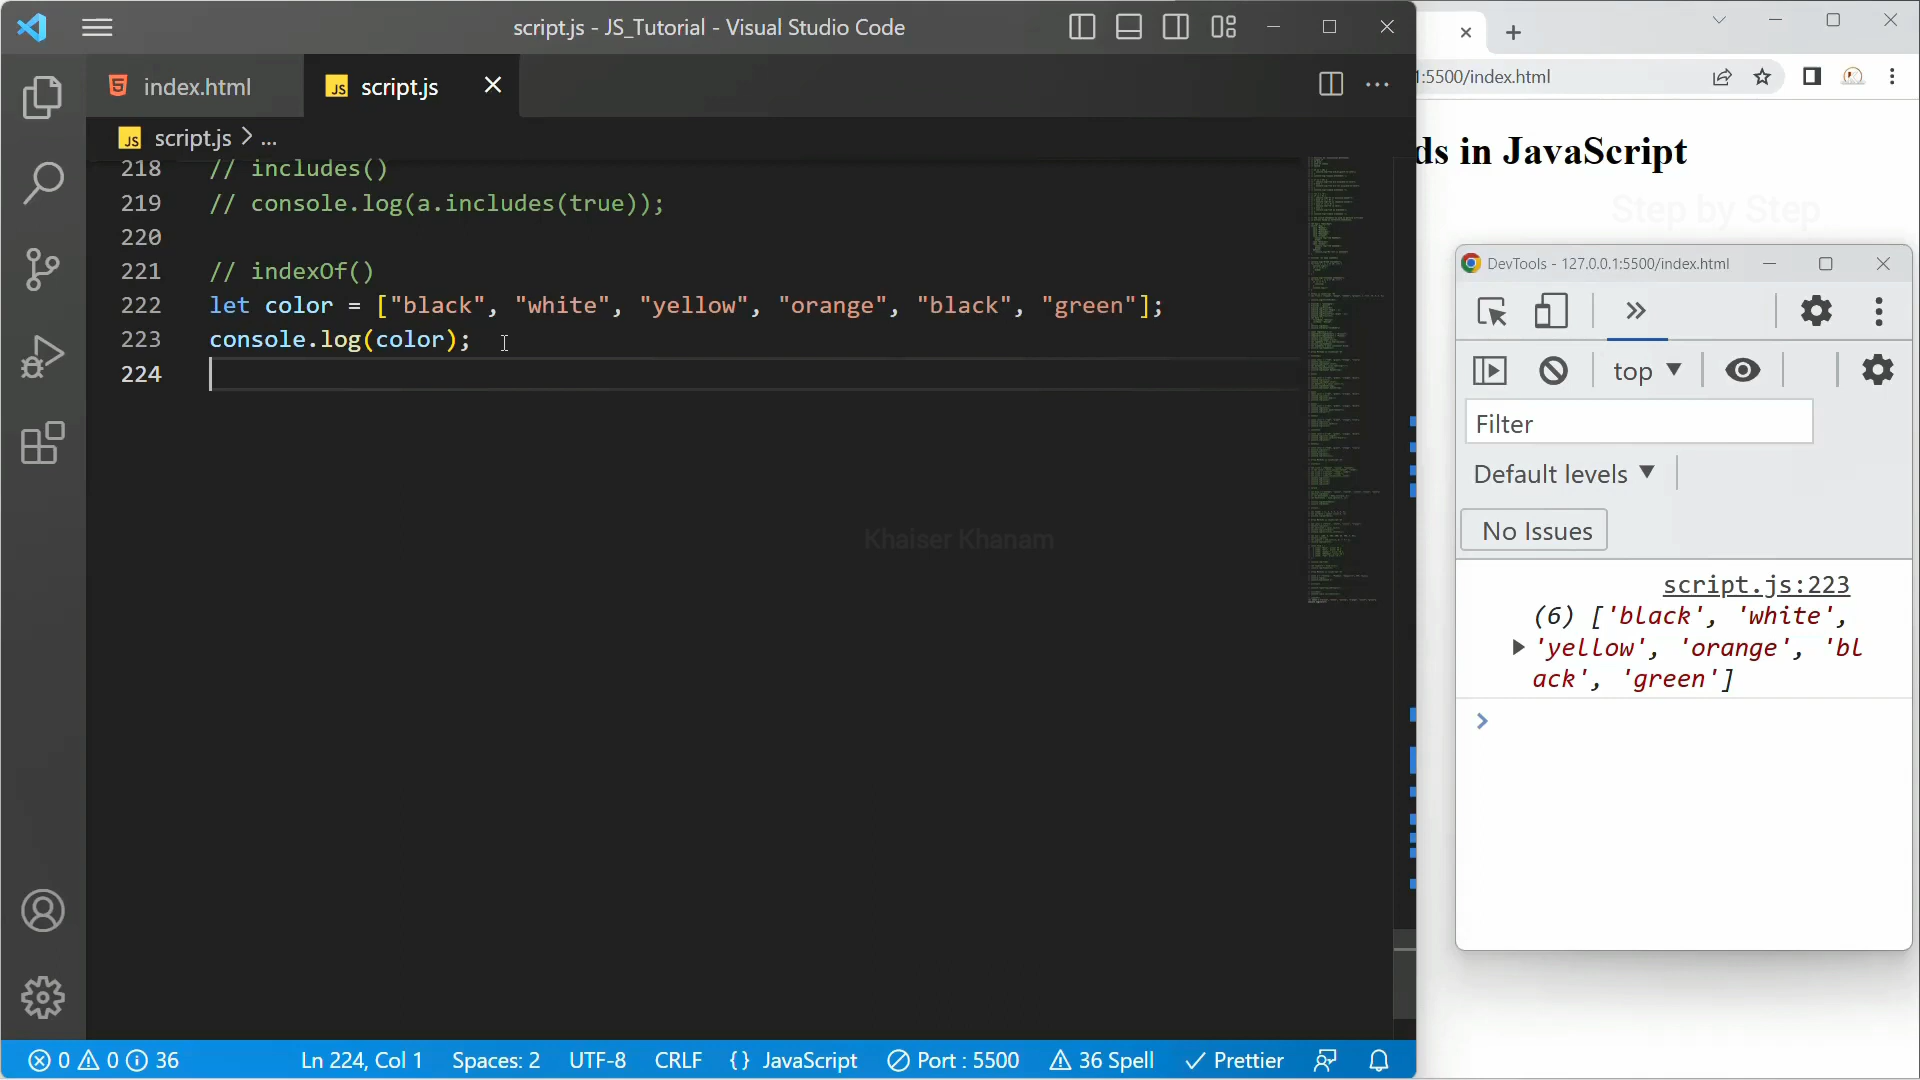 script.js - JS_Tutorial - Visual Studio Code
index.html
JS script.js
JS script.js > ...
218 // includes()
219 // console.log(a.includes(true));
220
221 // indexOf()
222 let color = ["black", "white", "yellow", "orange", "black", "green"];
223 console.log(color);
224
Khaiser Khanam
0 0 36 Ln 224, Col 1 Spaces: 2 UTF-8 CRLF {} JavaScript Port : 5500 36 Spell Prettier
:5500/index.html
ds in JavaScript
Step by Step
DevTools - 127.0.0.1:5500/index.html
top
Filter
Default levels
No Issues
script.js:223
(6) ['black', 'white',
'yellow', 'orange', 'bl
ack', 'green']